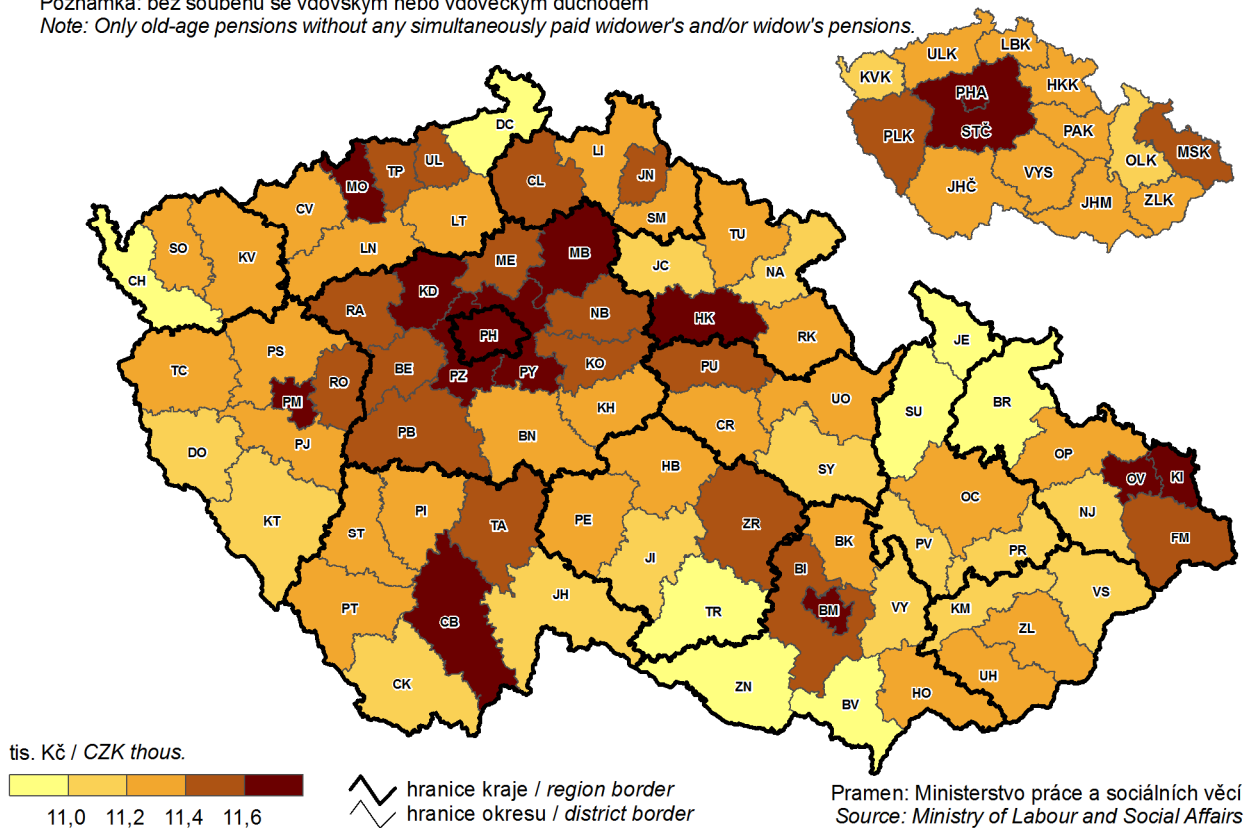 Poznámka: bez souběhu se vdovským nebo vdoveckým důchodem
Note: Only old-age pensions without any simultaneously paid widower's and/or widow's pensions.
ULK
LBK
KVK
PHA
HKK
PLK
STČ
PAK
OLK
MSK
VYS
JHČ
JHM
ZLK
DC
UL
TP
MO
CL
LI
JN
CV
LT
SM
SO
KV
LN
TU
ME
MB
JC
NA
CH
KD
RA
NB
HK
PH
RK
JE
PS
TC
BE
PZ
PY
KO
PU
RO
PM
UO
SU
BR
KH
CR
PB
BN
PJ
DO
SY
OP
HB
OV
KI
OC
KT
PI
TA
PE
ZR
NJ
ST
BK
PV
PR
FM
JI
BI
JH
VS
PT
TR
BM
VY
KM
CB
ZL
UH
CK
ZN
BV
HO
tis. Kč / CZK thous.
11,0 11,2 11,4 11,6
hranice kraje / region border
hranice okresu / district border
Pramen: Ministerstvo práce a sociálních věcí
Source: Ministry of Labour and Social Affairs